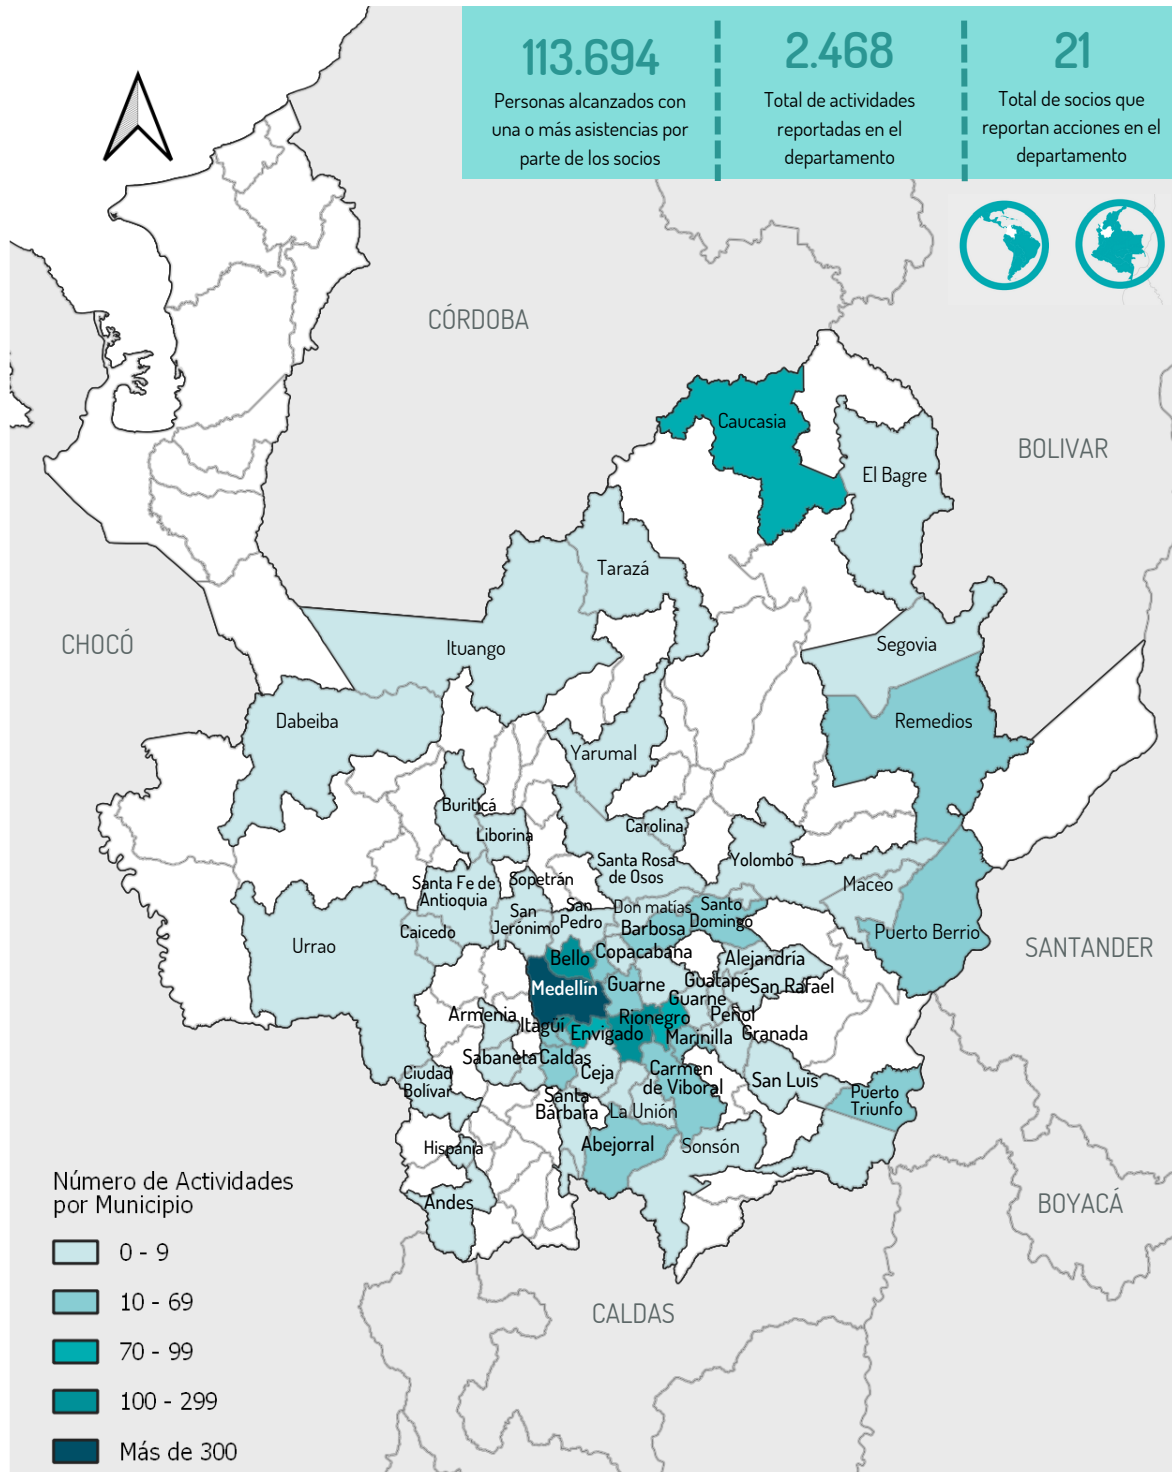 113.694
Personas alcanzados con
una o más asistencias por
parte de los socios
2.468
Total de actividades
reportadas en el
departamento
21
Total de socios que
reportan acciones en el
departamento
CÓRDOBA
Caucasia
BOLIVAR
El Bagre
Tarazá
CHOCÓ
Ituango
Segovia
Dabeiba
Remedios
Yarumal
Buriticá
Liborina
Carolina
Santa Rosa
de Osos
Yolombo
Maceo
Santa Fe de
Antioquia
Sopetrán
San
Jerónimo
San
Pedro
Don matías
Santo
Domingo
Barbosa
Caicedo
Urrao
Puerto Berrio
SANTANDER
Bello
Copacabana
Alejandría
Medellín
Guarne
Guatapé
San Rafael
Guarne
Armenia
Itagüí
Rionegro
Peñol
Envigado
Marinilla
Granada
Sabaneta
Caldas
Ceja
Carmen
de Viboral
San Luis
Ciudad
Bolívar
Santa
Bárbara
La Unión
Puerto
Triunfo
Hispania
Abejorral
Sonsón
Andes
BOYACÁ
CALDAS
Número de Actividades
por Municipio
0 - 9
10 - 69
70 - 99
100 - 299
Más de 300